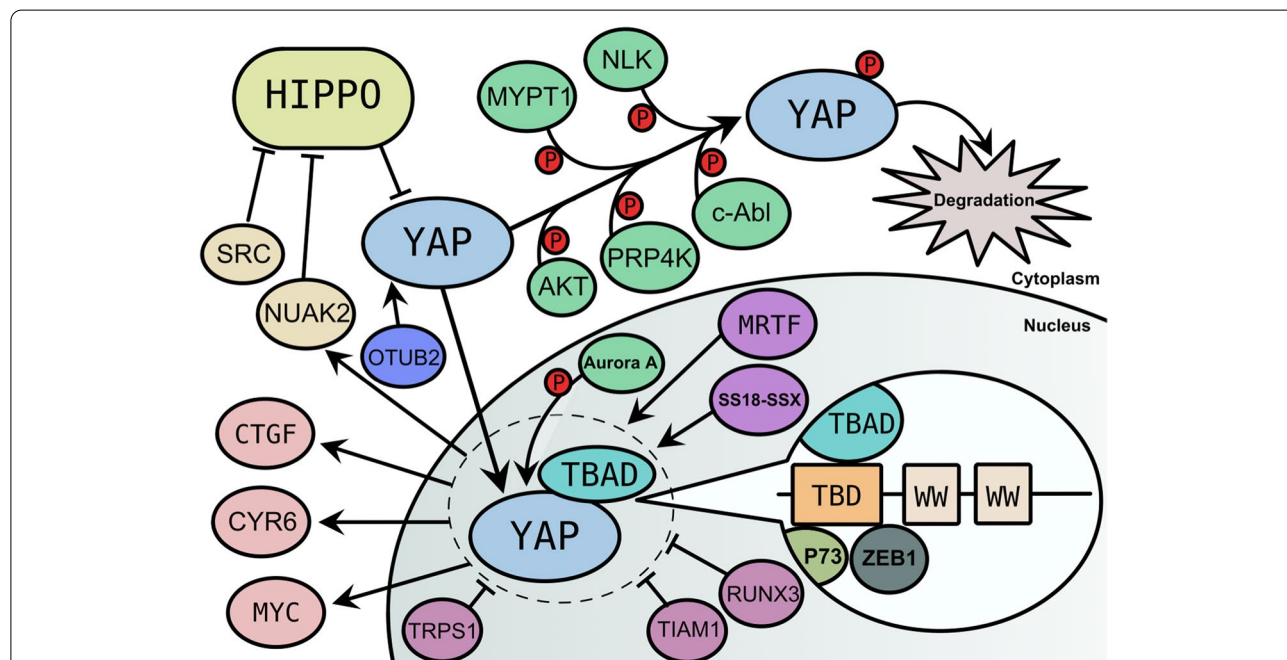 HIPPO
MYPT1
NLK
P
P
P
YAP
P
Degradation
SRC
YAP
P
P
AKT
PRP4K
c-Abl
Cytoplasm
Nucleus
NUAK2
OTUB2
MRTF
P
Aurora A
SS18-SSX
CTGF
TBAD
TBAD
CYR6
YAP
TBD
WW
WW
P73
ZEB1
MYC
TRPS1
TIAM1
RUNX3